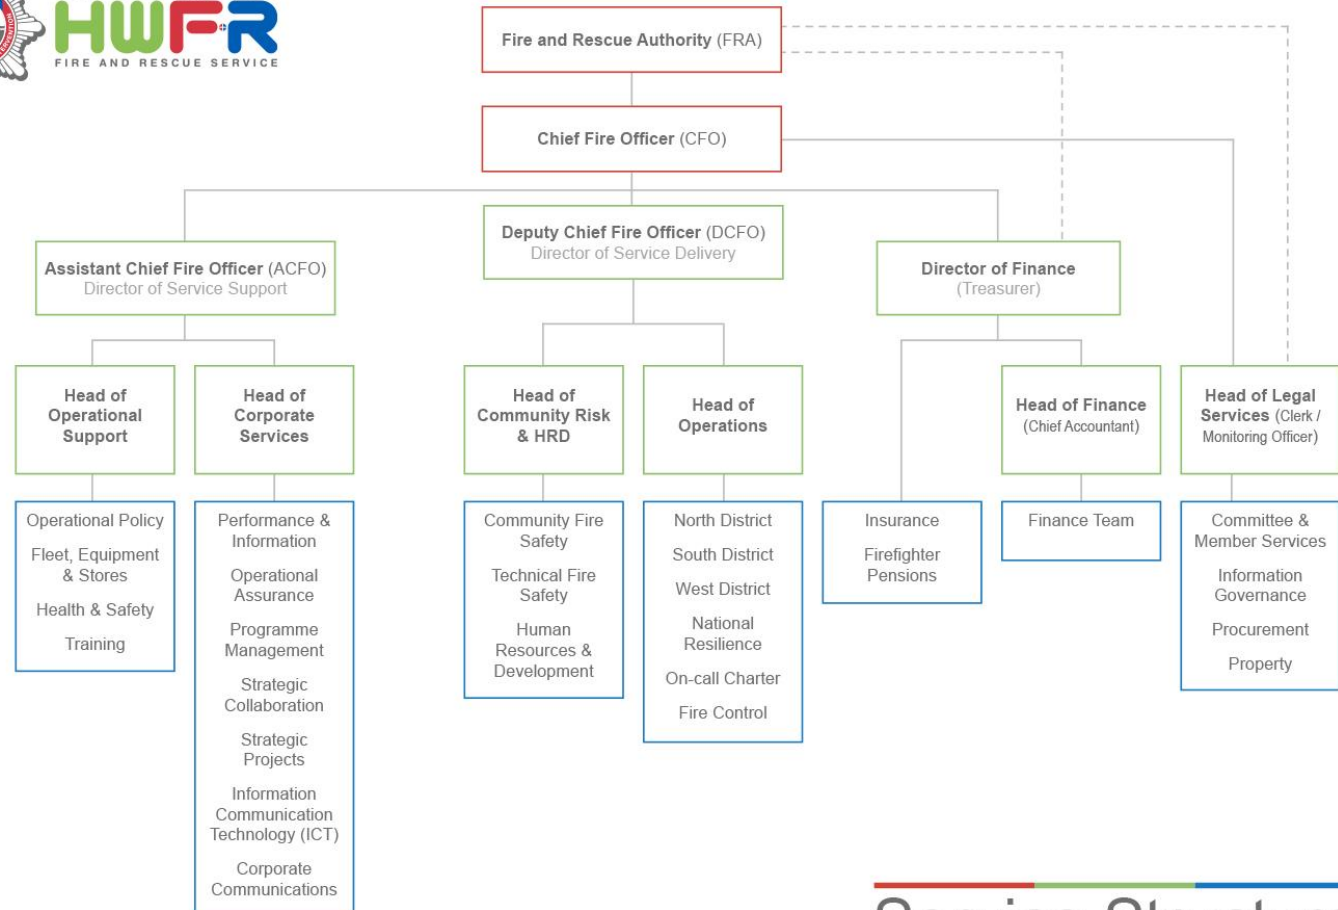 HWFR
FIRE AND RESCUE SERVICE
Fire and Rescue Authority (FRA)
Chief Fire Officer (CFO)
Deputy Chief Fire Officer (DCFO)
Director of Service Delivery
Assistant Chief Fire Officer (ACFO)
Director of Service Support
Director of Finance
(Treasurer)
Head of
Operational
Support
Head of
Corporate
Services
Head of
Community Risk
& HRD
Head of
Operations
Head of Finance
(Chief Accountant)
Head of Legal
Services (Clerk /
Monitoring Officer)
Operational Policy
Fleet, Equipment
& Stores
Health & Safety
Training
Performance &
Information
Operational
Assurance
Programme
Management
Strategic
Collaboration
Strategic
Projects
Information
Communication
Technology (ICT)
Corporate
Communications
Community Fire
Safety
Technical Fire
Safety
Human
Resources &
Development
North District
South District
West District
National
Resilience
On-call Charter
Fire Control
Insurance
Firefighter
Pensions
Finance Team
Committee &
Member Services
Information
Governance
Procurement
Property